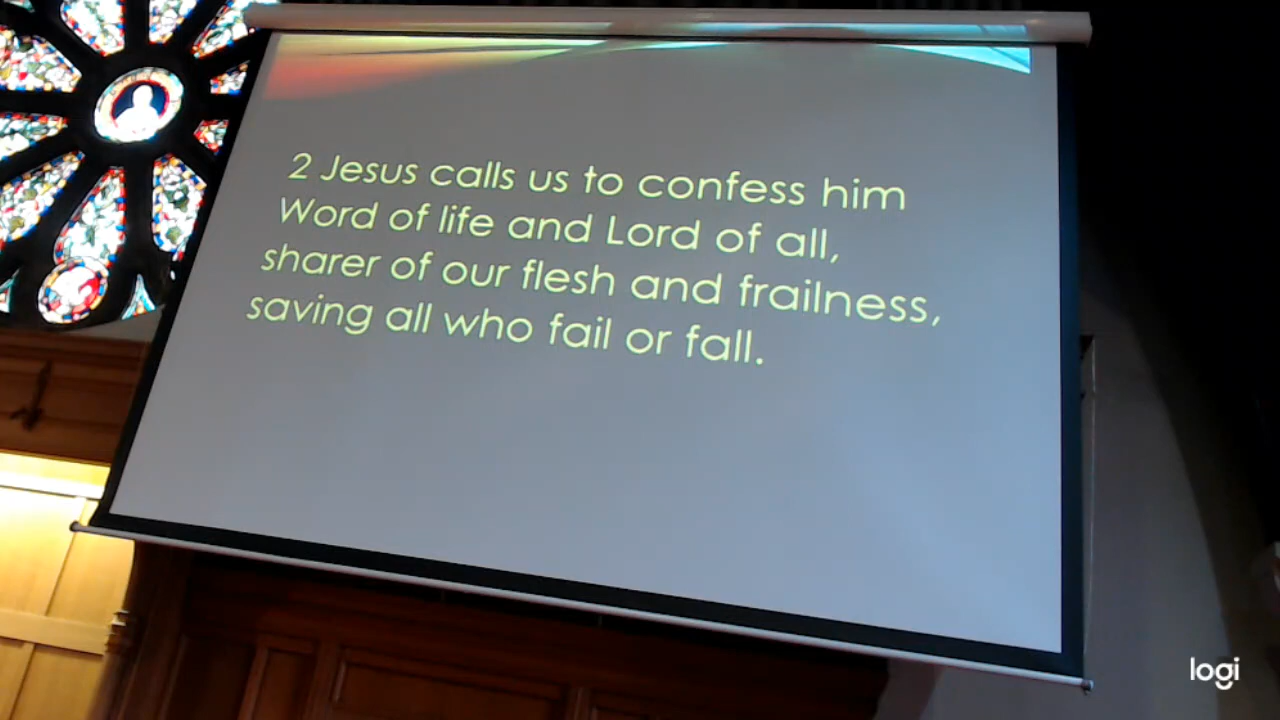 2 Jesus calls us to confess him
Word of life and Lord of all,
sharer of our flesh and frailness,
saving all who fail or fall.
logi